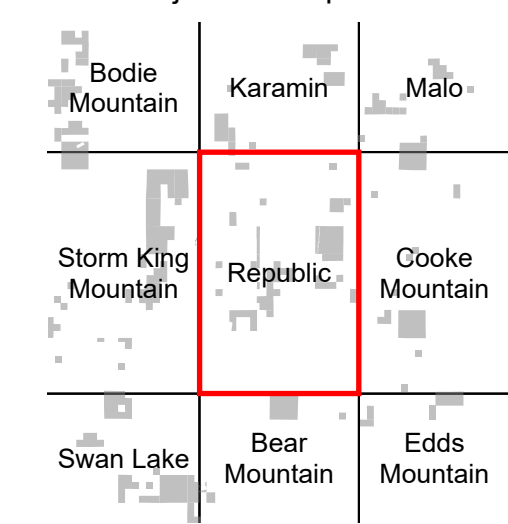 Bodie
Mountain
Karamin
Malo
Storm King
Mountain
Republic
Cooke
Mountain
Swan Lake
Bear
Mountain
Edds
Mountain